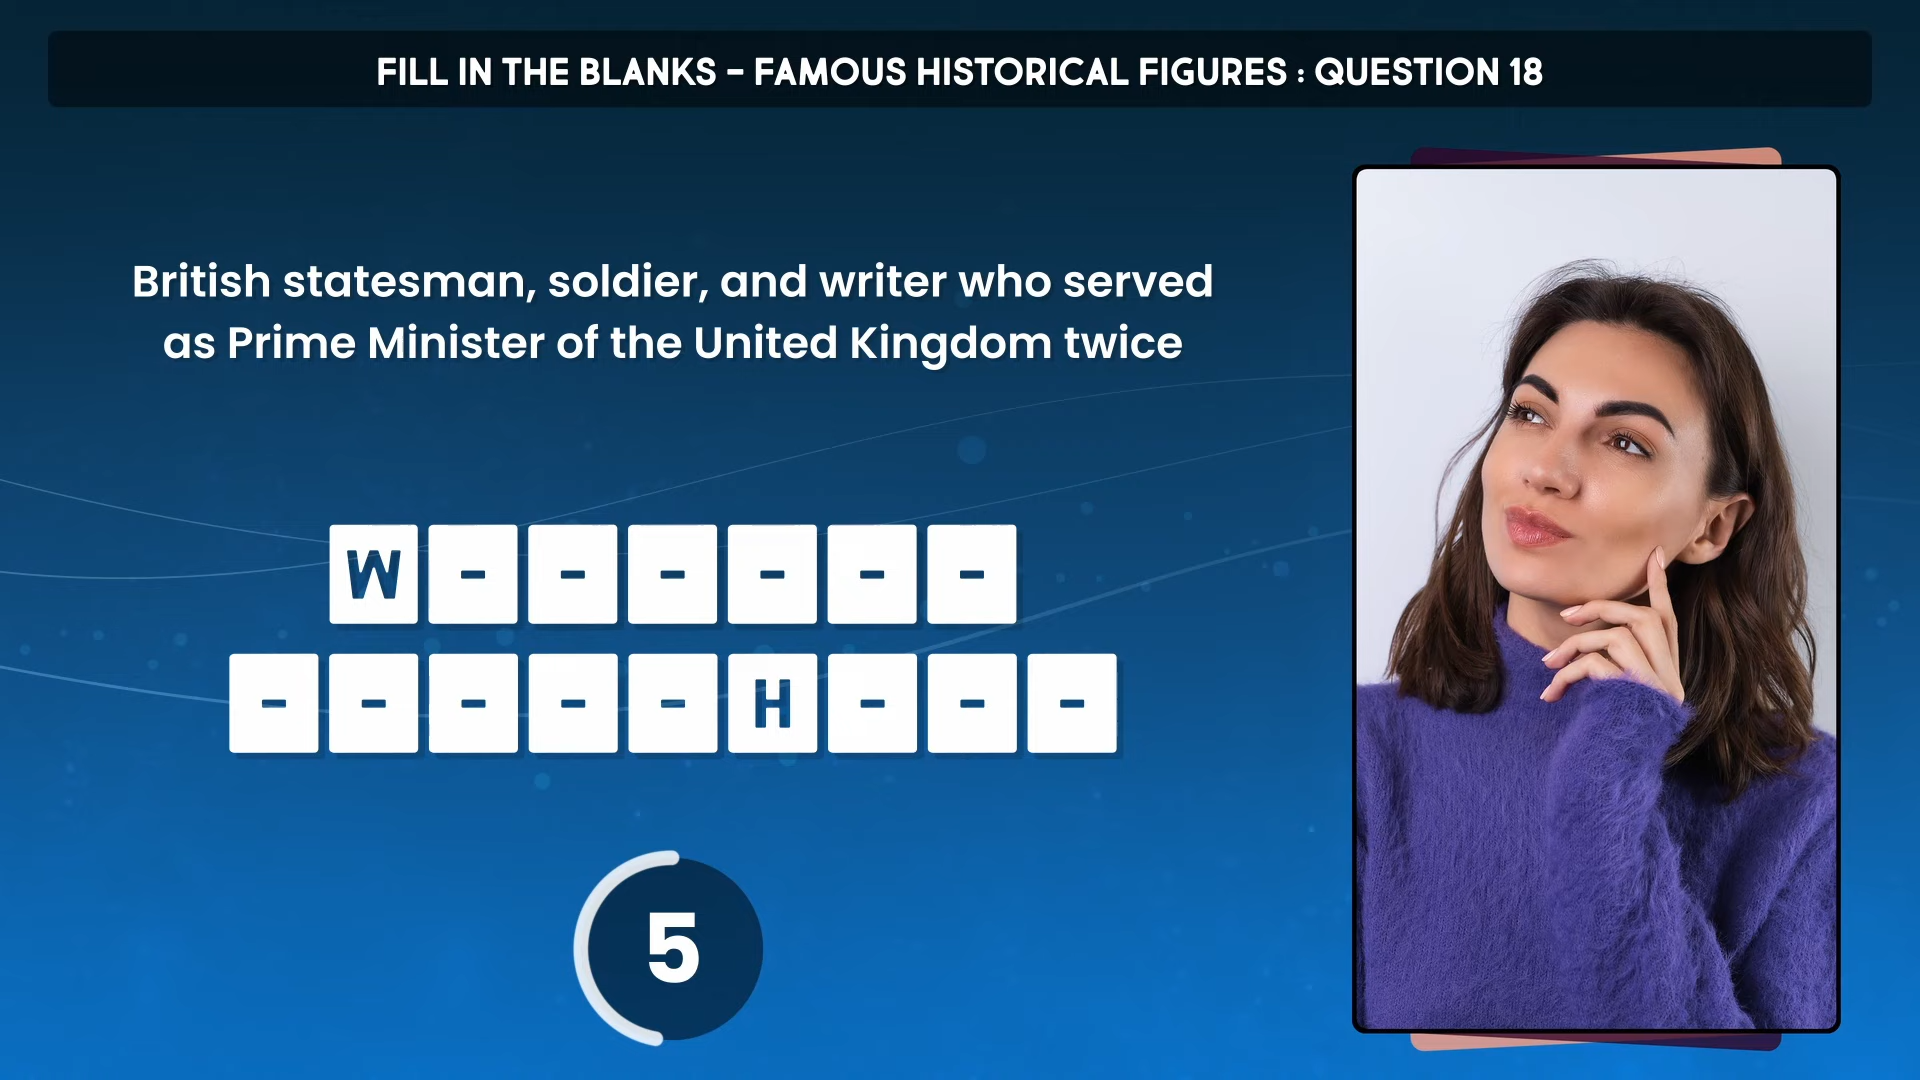 FILL IN THE BLANKS - FAMOUS HISTORICAL FIGURES : QUESTION 18
British statesman, soldier, and writer who served
as Prime Minister of the United Kingdom twice
W - - - - - -
- - - - - H - - -
5